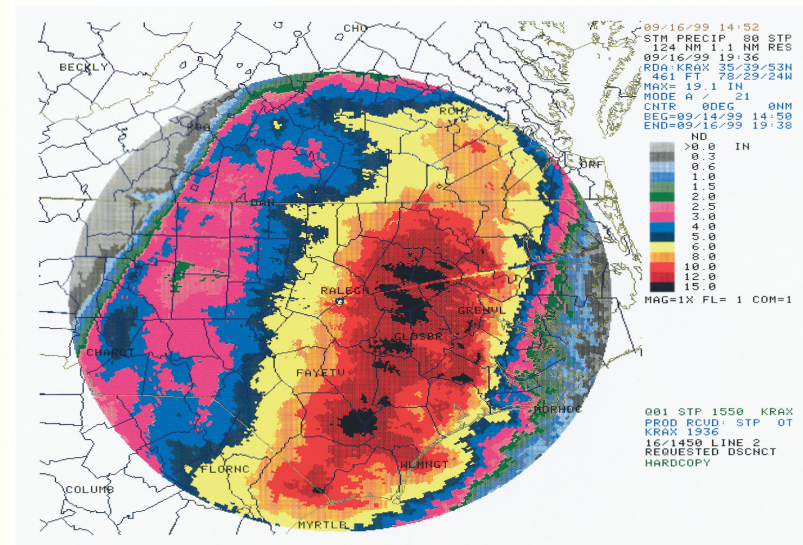 CHO
BECKLY
PSB
RCH
ORF
DAN
RALEGH
GRENVL
GLDSBR
CHARLT
FAYETV
MORHDC
FLORNC
WLMNGT
COLUMB
MYRTLB
09/16/99 14:52
STM PRECIP 80 STP
124 NM 1.1 NM RES
09/16/99 19:36
RDA:KRAX 35/39/53N
461 FT 78/29/24W
MAX= 19.1 IN
MODE A / 21
CNTR 0DEG 0NM
BEG=09/14/99 14:50
END=09/16/99 19:38
ND
>0.0 IN
0.3
0.6
1.0
1.5
2.0
2.5
3.0
4.0
5.0
6.0
8.0
10.0
12.0
15.0
MAG=1X FL= 1 COM=1
Q01 STP 1550 KRAX
PROD RCVD: STP OT
KRAX 1936
16/1450 LINE 2
REQUESTED DSCNCT
HARDCOPY